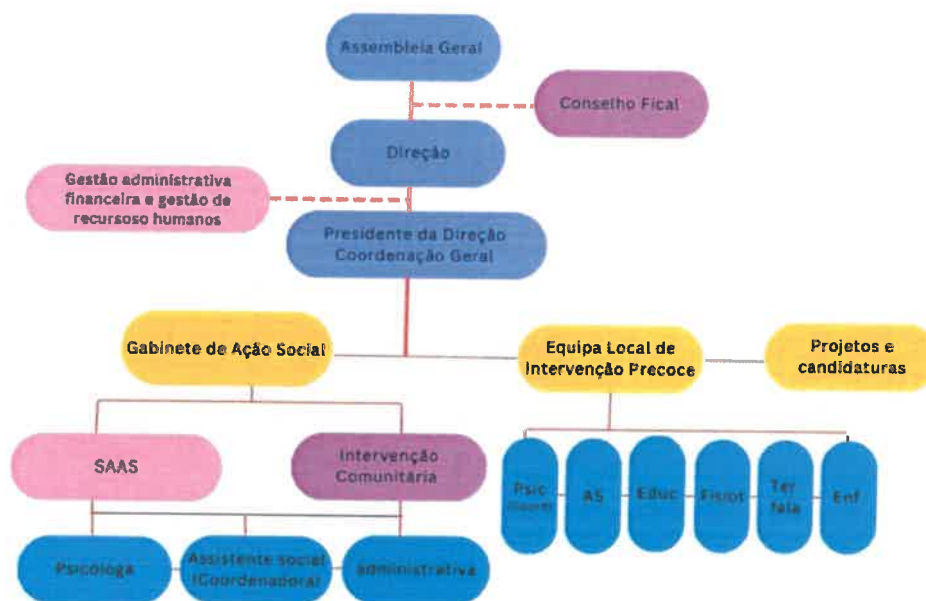 Assembleia Geral
Conselho Fical
Direção
Gestão administrativa
financeira e gestão de
recursoso humanos
Presidente da Direção
Coordenação Geral
Gabinete de Ação Social
Equipa Local de
Intervenção Precoce
Projetos e
candidaturas
SAAS
Intervenção
Comunitária
Psic
AS
Educ
Fisiot
Ter
fala
Enf
Psicologa
Assistente social
(Coordenadora)
administrativa